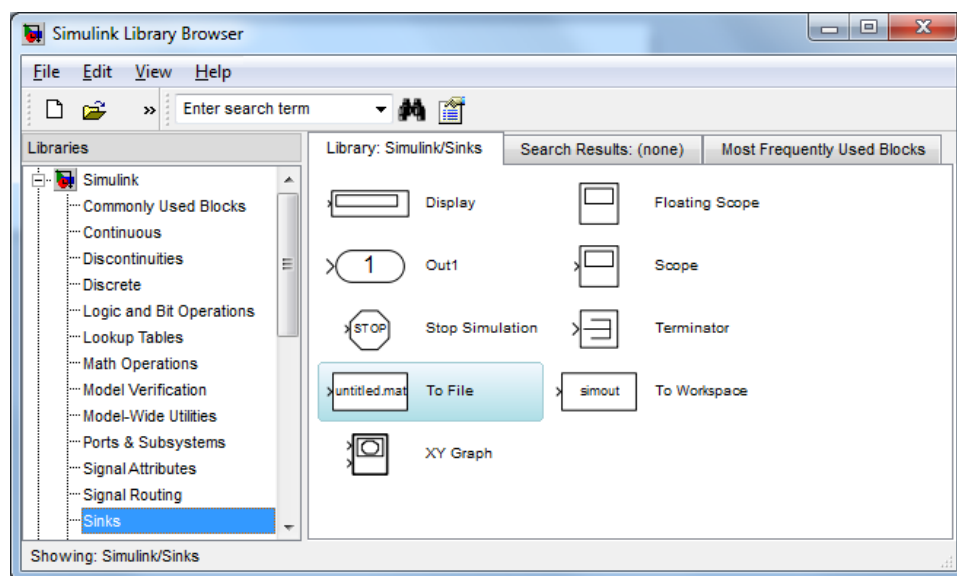 Simulink Library Browser
File Edit View Help
» Enter search term
Libraries
Library: Simulink/Sinks Search Results: (none) Most Frequently Used Blocks
Simulink
Commonly Used Blocks
Continuous
Discontinuities
Discrete
Logic and Bit Operations
Lookup Tables
Math Operations
Model Verification
Model-Wide Utilities
Ports & Subsystems
Signal Attributes
Signal Routing
Sinks
Display Floating Scope
1 Out1 Scope
STOP Stop Simulation Terminator
untitled.mat To File simout To Workspace
XY Graph
Showing: Simulink/Sinks